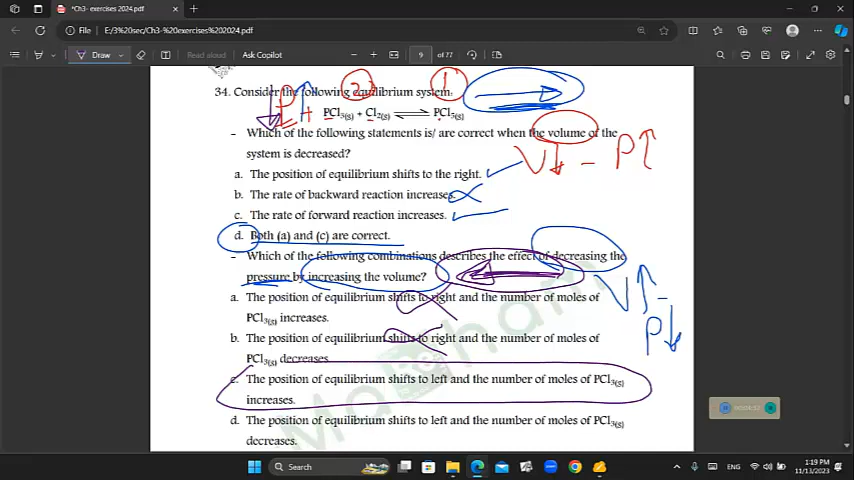 *Ch3- exercises 2024.pdf
File E:/3 sec/Ch3-%20exercises%202024.pdf
Draw Read aloud Ask Copilot 9 of 77
34. Consider the following equilibrium system:
2 1
P
PCl3(g) + Cl2(g) ⇌ PCl5(g)
- Which of the following statements is/ are correct when the volume of the
system is decreased?
V↓ - P↑
a. The position of equilibrium shifts to the right.
b. The rate of backward reaction increases.
c. The rate of forward reaction increases.
d. Both (a) and (c) are correct.
- Which of the following combinations describes the effect of decreasing the
pressure by increasing the volume?
V↑ -
P↓
a. The position of equilibrium shifts to right and the number of moles of
PCl3(g) increases.
b. The position of equilibrium shifts to right and the number of moles of
PCl3(g) decreases.
c. The position of equilibrium shifts to left and the number of moles of PCl3(g)
increases.
d. The position of equilibrium shifts to left and the number of moles of PCl3(g)
decreases.
Search
ENG
1:19 PM
11/13/2023